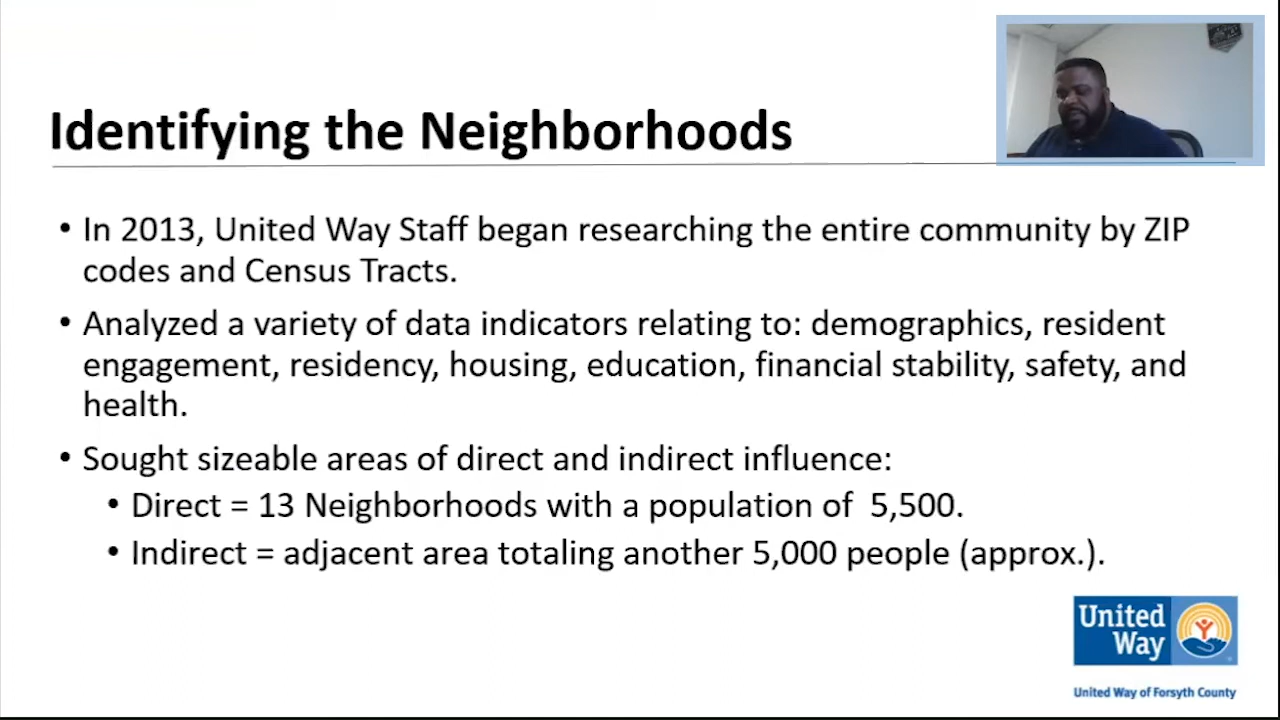 Identifying the Neighborhoods
• In 2013, United Way Staff began researching the entire community by ZIP
codes and Census Tracts.
• Analyzed a variety of data indicators relating to: demographics, resident
engagement, residency, housing, education, financial stability, safety, and
health.
• Sought sizeable areas of direct and indirect influence:
• Direct = 13 Neighborhoods with a population of  5,500.
• Indirect = adjacent area totaling another 5,000 people (approx.).
United
Way
United Way of Forsyth County